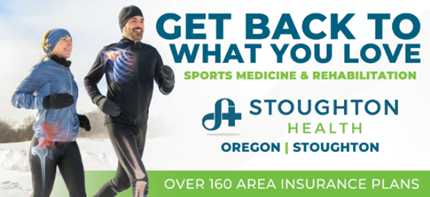 GET BACK TO
WHAT YOU LOVE
SPORTS MEDICINE & REHABILITATION
STOUGHTON
HEALTH
OREGON | STOUGHTON
OVER 160 AREA INSURANCE PLANS